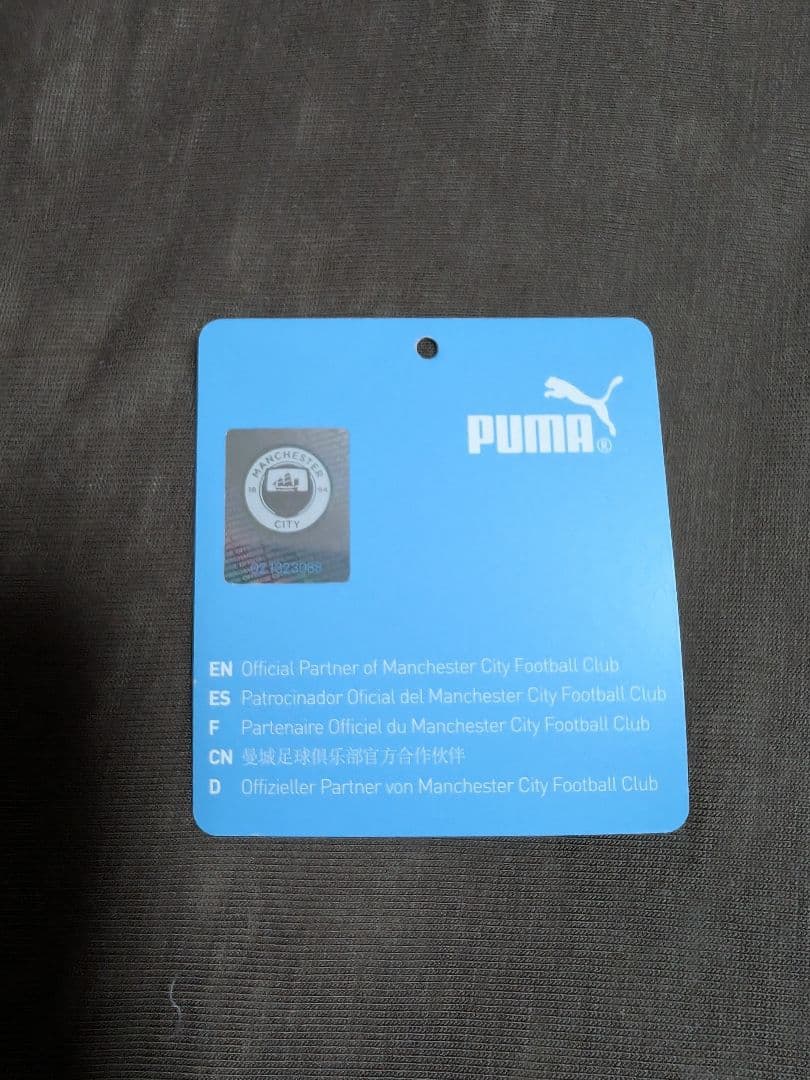 PUMA®
MANCHESTER
18 94
CITY
EN Official Partner of Manchester City Football Club
ES Patrocinador Oficial del Manchester City Football Club
F Partenaire Officiel du Manchester City Football Club
CN 曼城足球俱乐部官方合作伙伴
D Offizieller Partner von Manchester City Football Club